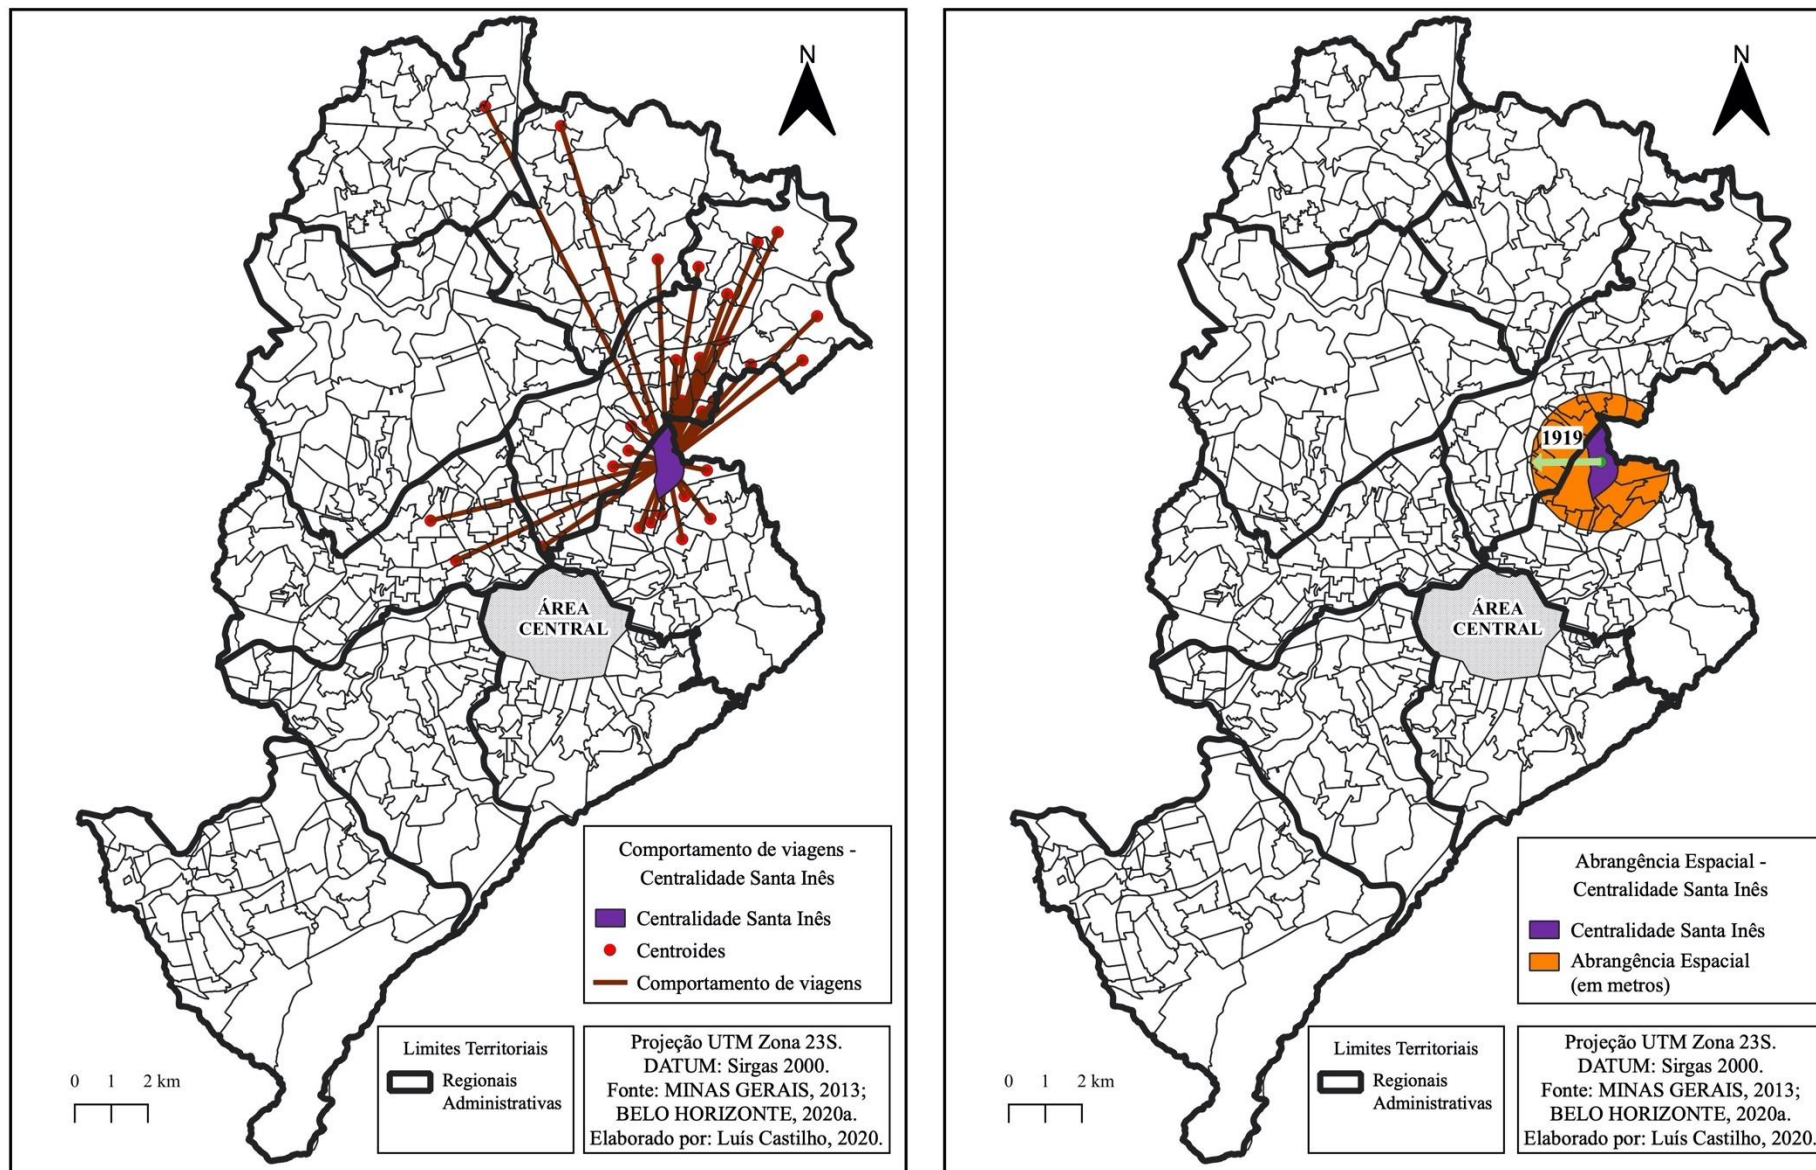 N
ÁREA
CENTRAL
Comportamento de viagens -
Centralidade Santa Inês
Centralidade Santa Inês
Centroides
Comportamento de viagens
Limites Territoriais
Regionais
Administrativas
Projeção UTM Zona 23S.
DATUM: Sirgas 2000.
Fonte: MINAS GERAIS, 2013;
BELO HORIZONTE, 2020a.
Elaborado por: Luís Castilho, 2020.
0 1 2 km
N
1919
ÁREA
CENTRAL
Abrangência Espacial -
Centralidade Santa Inês
Centralidade Santa Inês
Abrangência Espacial
(em metros)
Limites Territoriais
Regionais
Administrativas
Projeção UTM Zona 23S.
DATUM: Sirgas 2000.
Fonte: MINAS GERAIS, 2013;
BELO HORIZONTE, 2020a.
Elaborado por: Luís Castilho, 2020.
0 1 2 km